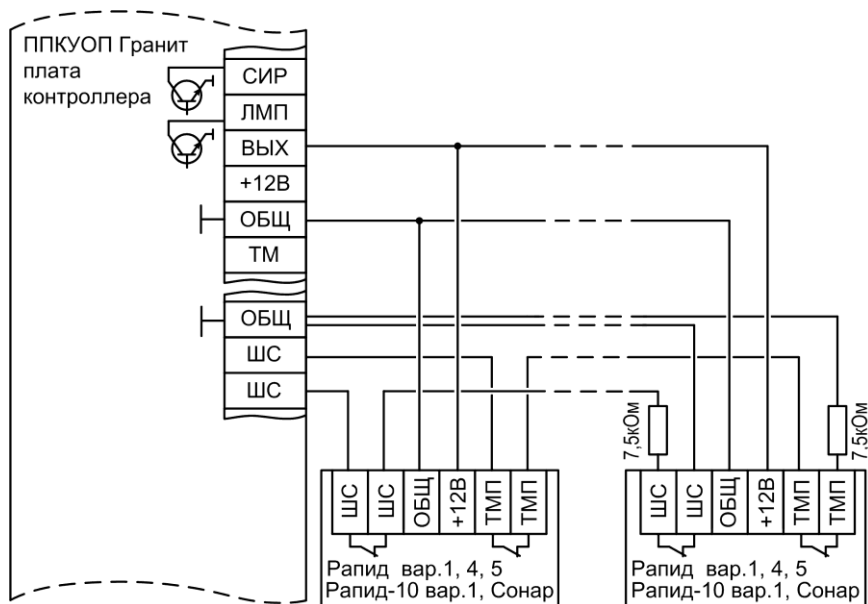 ППКУОП Гранит
плата
контроллера
СИР
ЛМП
ВЫХ
+12В
ОБЩ
ТМ
ОБЩ
ШС
ШС
7,5кОм
7,5кОм
ШС
ШС
ОБЩ
+12В
ТМП
ТМП
ШС
ШС
ОБЩ
+12В
ТМП
ТМП
Рапид вар.1, 4, 5
Рапид-10 вар.1, Сонар
Рапид вар.1, 4, 5
Рапид-10 вар.1, Сонар